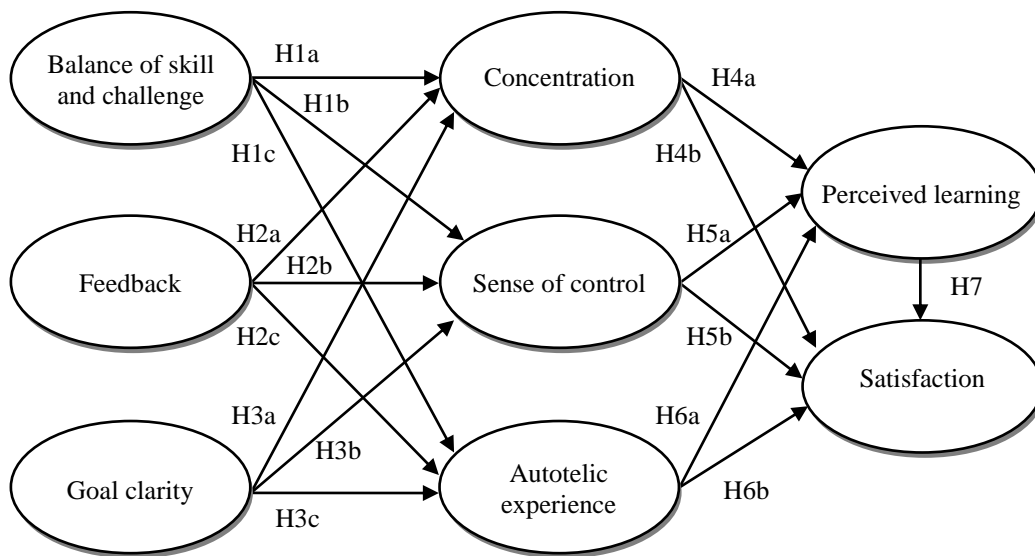 H1a
Balance of skill
and challenge
Concentration
H4a
H1b
H1c
H4b
Perceived learning
H2a
H5a
H2b
Feedback
Sense of control
H7
H2c
H5b
Satisfaction
H3a
H6a
H3b
Goal clarity
Autotelic
experience
H6b
H3c